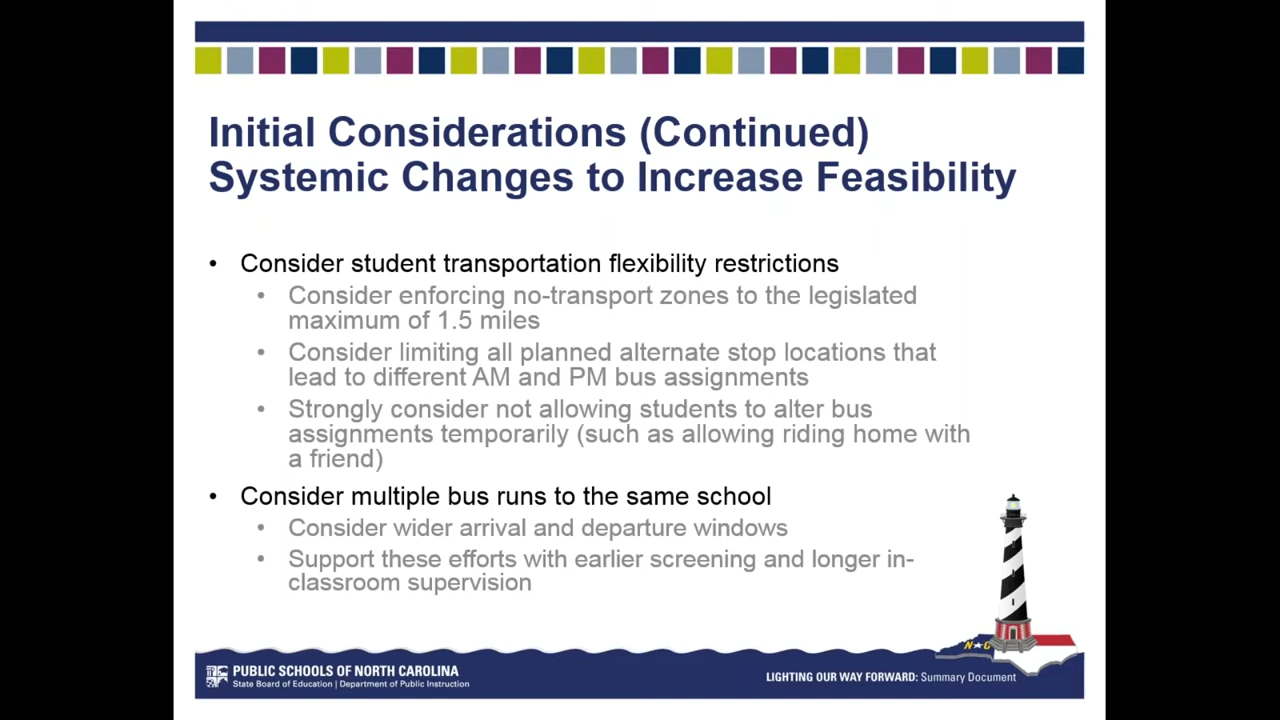 Initial Considerations (Continued)
Systemic Changes to Increase Feasibility
• Consider student transportation flexibility restrictions
• Consider enforcing no-transport zones to the legislated
maximum of 1.5 miles
• Consider limiting all planned alternate stop locations that
lead to different AM and PM bus assignments
• Strongly consider not allowing students to alter bus
assignments temporarily (such as allowing riding home with
a friend)
• Consider multiple bus runs to the same school
• Consider wider arrival and departure windows
• Support these efforts with earlier screening and longer in-
classroom supervision
N★C
PUBLIC SCHOOLS OF NORTH CAROLINA
State Board of Education | Department of Public Instruction
LIGHTING OUR WAY FORWARD: Summary Document